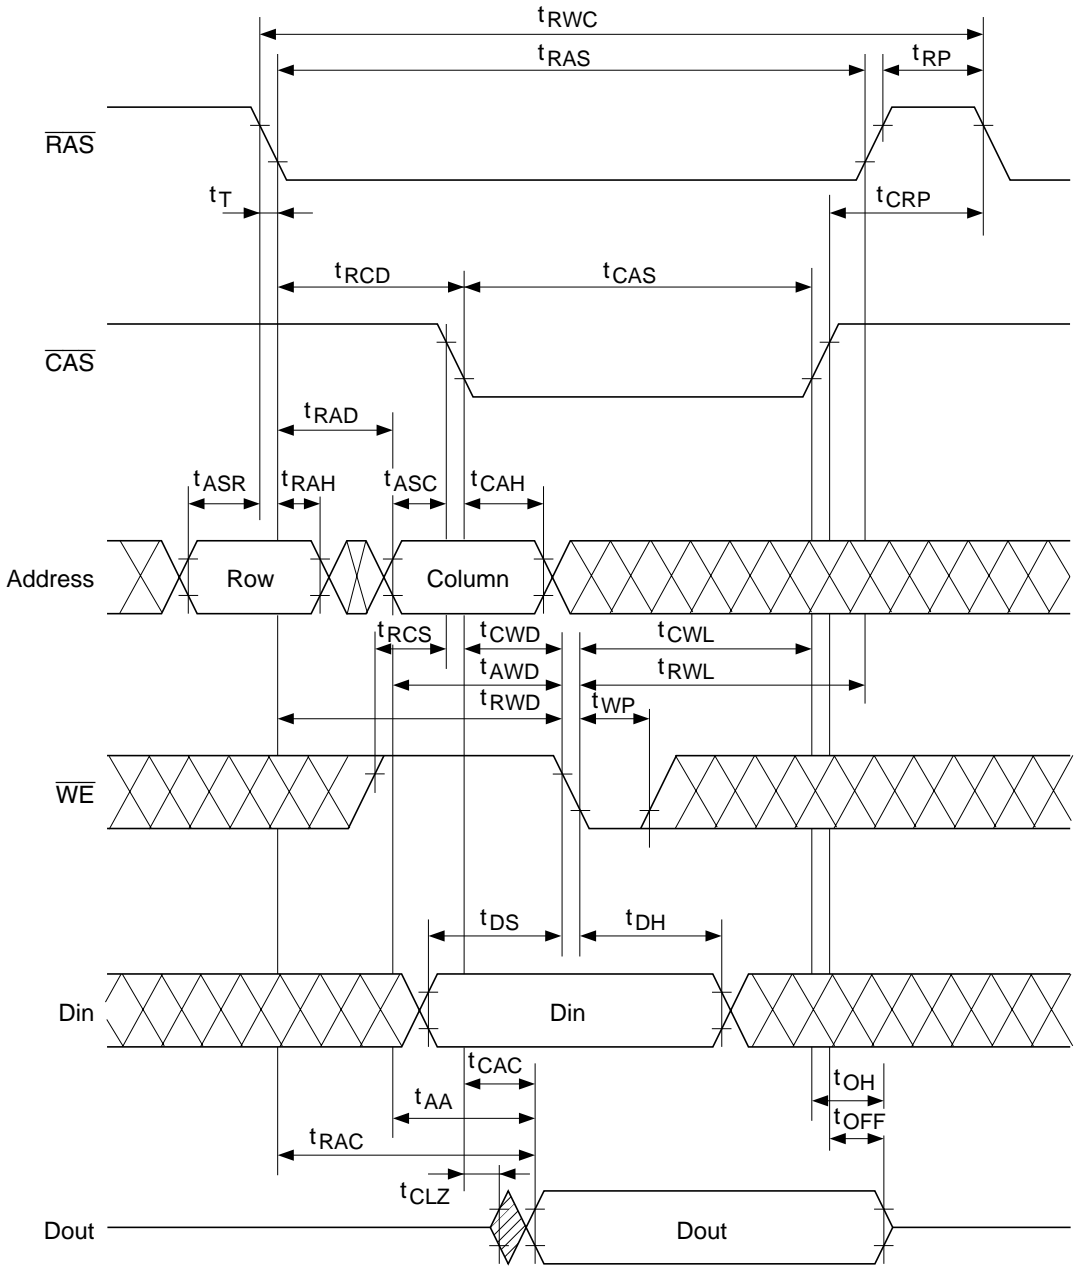 tRWC
tRAS
tRP
RAS
tT
tCRP
tRCD
tCAS
CAS
tRAD
tASR
tRAH
tASC
tCAH
Address
Row
Column
tRCS
tCWD
tCWL
tAWD
tRWL
tRWD
tWP
WE
tDS
tDH
Din
Din
tCAC
tOH
tAA
tOFF
tRAC
tCLZ
Dout
Dout